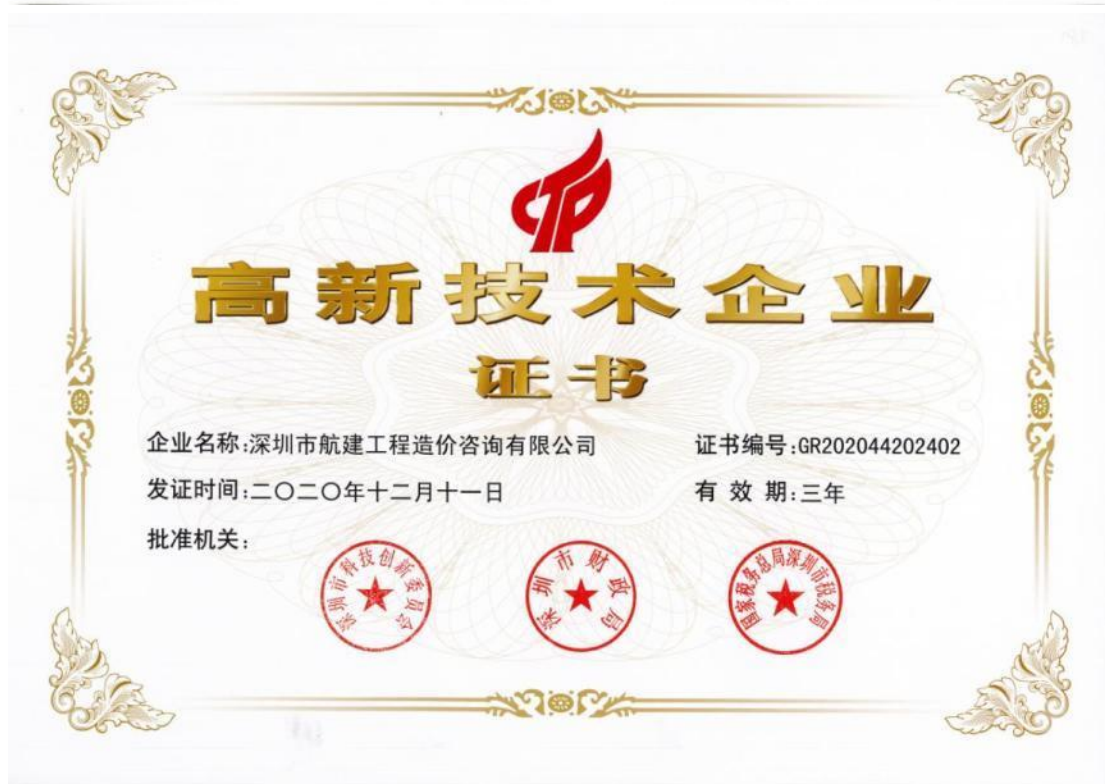 高新技术企业
证书
企业名称:深圳市航建工程造价咨询有限公司
证书编号:GR202044202402
发证时间:二〇二〇年十二月十一日
有 效 期:三年
批准机关:
深圳市科技创新委员会
深圳市财政局
国家税务总局深圳市税务局